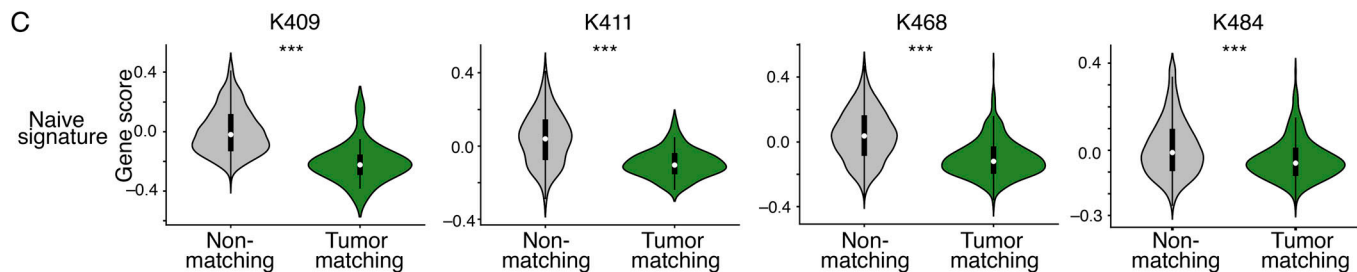 C
K409
K411
K468
K484
***
***
***
***
Naive
signature
Gene score
0.4
0.0
−0.4
0.4
0.0
−0.4
0.4
0.0
−0.4
0.4
0.0
−0.3
Non-
matching
Tumor
matching
Non-
matching
Tumor
matching
Non-
matching
Tumor
matching
Non-
matching
Tumor
matching